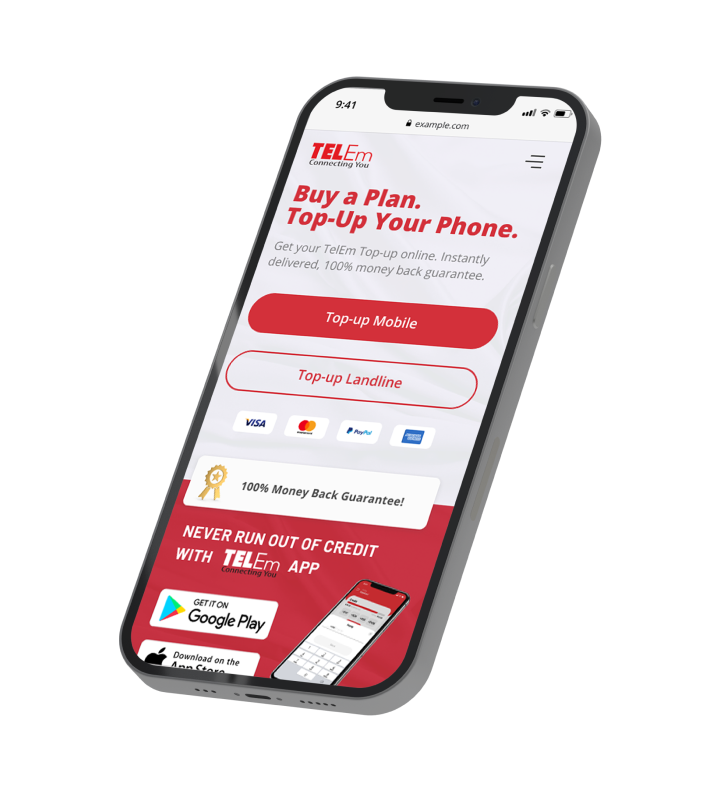 9:41
example.com
TELEm
Connecting You
Buy a Plan.
Top-Up Your Phone.
Get your TelEm Top-up online. Instantly
delivered, 100% money back guarantee.
Top-up Mobile
Top-up Landline
VISA
PayPal
100% Money Back Guarantee!
NEVER RUN OUT OF CREDIT
WITH TELEm APP
Connecting You
GET IT ON
Google Play
Download on the
App Store